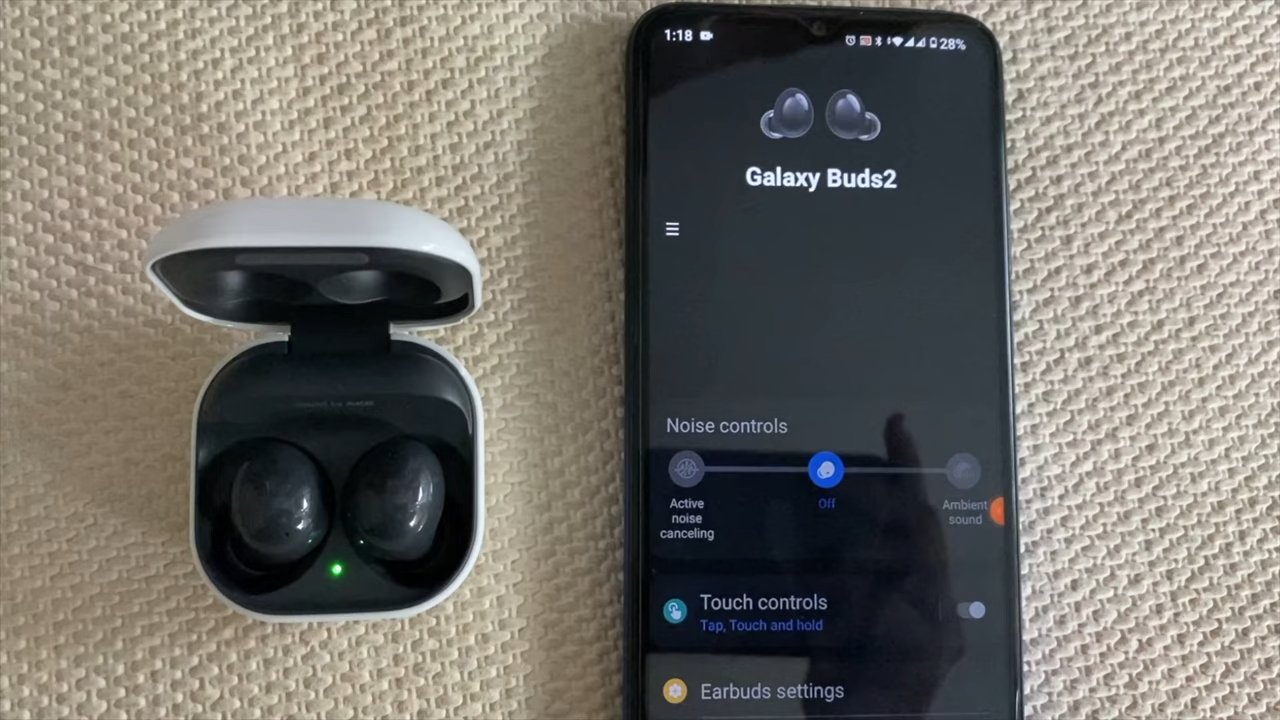 1:18
28%
Galaxy Buds2
Noise controls
Active
noise
canceling
Off
Ambient
sound
Touch controls
Tap, Touch and hold
Earbuds settings